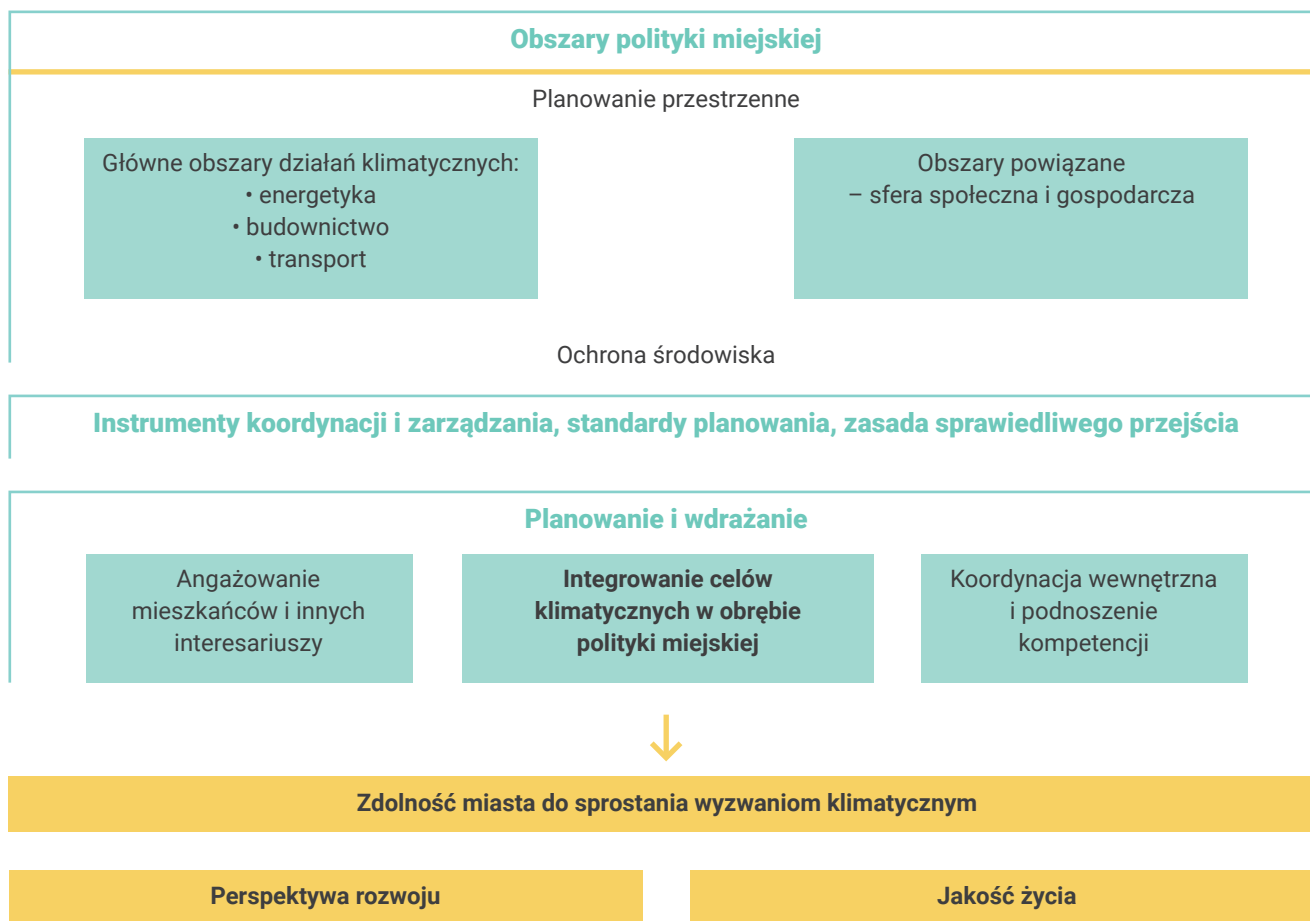 Obszary polityki miejskiej
Planowanie przestrzenne
Główne obszary działań klimatycznych:
• energetyka
• budownictwo
• transport
Obszary powiązane
– sfera społeczna i gospodarcza
Ochrona środowiska
Instrumenty koordynacji i zarządzania, standardy planowania, zasada sprawiedliwego przejścia
Planowanie i wdrażanie
Angażowanie
mieszkańców i innych
interesariuszy
Integrowanie celów
klimatycznych w obrębie
polityki miejskiej
Koordynacja wewnętrzna
i podnoszenie
kompetencji
Zdolność miasta do sprostania wyzwaniom klimatycznym
Perspektywa rozwoju
Jakość życia